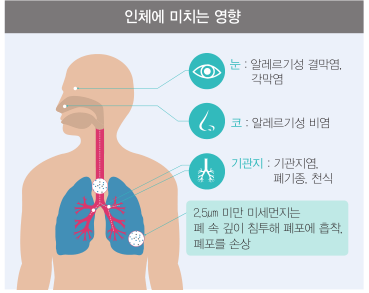 인체에 미치는 영향
눈 : 알레르기성 결막염,
각막염
코 : 알레르기성 비염
기관지 : 기관지염,
폐기종, 천식
2.5㎛ 미만 미세먼지는
폐 속 깊이 침투해 폐포에 흡착,
폐포를 손상